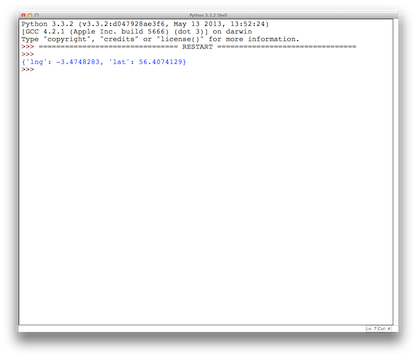 Python 3.3.2 Shell
Python 3.3.2 (v3.3.2:d047928ae3f6, May 13 2013, 13:52:24)
[GCC 4.2.1 (Apple Inc. build 5666) (dot 3)] on darwin
Type "copyright", "credits" or "license()" for more information.
>>> ================================ RESTART ================================
>>>
{'lng': -3.4748283, 'lat': 56.4074129}
>>>
Ln: 7 Col: 4